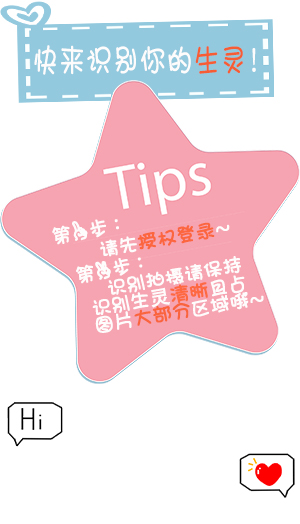 快来识别你的生灵!
Tips
第1步：
请先授权登录~
第2步：
识别拍摄请保持
识别生灵清晰且占
图片大部分区域哦~
Hi